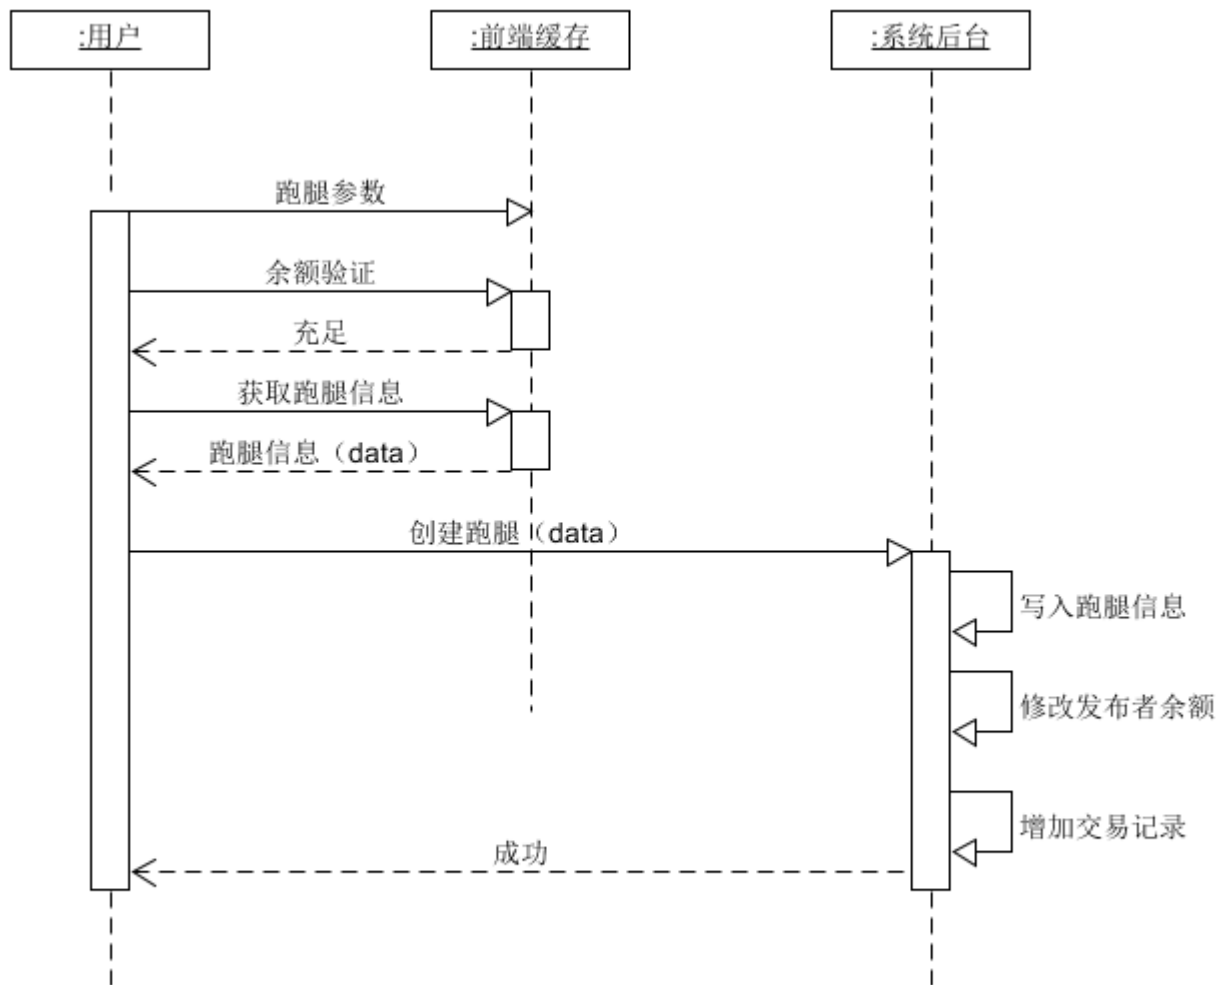 :用户
:前端缓存
:系统后台
跑腿参数
余额验证
充足
获取跑腿信息
跑腿信息（data）
创建跑腿（data）
写入跑腿信息
修改发布者余额
增加交易记录
成功